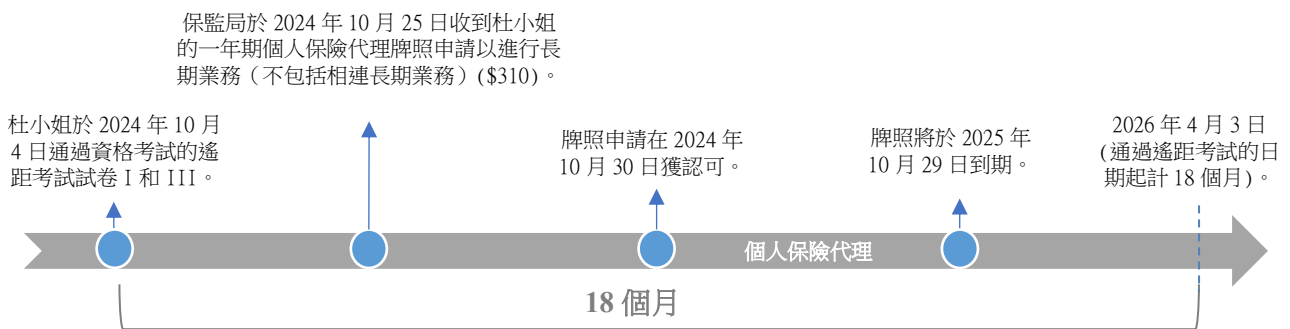 保監局於 2024 年 10 月 25 日收到杜小姐
的一年期個人保險代理牌照申請以進行長
期業務（不包括相連長期業務）($310)。
杜小姐於 2024 年 10 月
4 日通過資格考試的遙
距考試試卷 I 和 III。
牌照申請在 2024 年
10 月 30 日獲認可。
牌照將於 2025 年
10 月 29 日到期。
2026 年 4 月 3 日
(通過遙距考試的日
期起計 18 個月)。
個人保險代理
18 個月